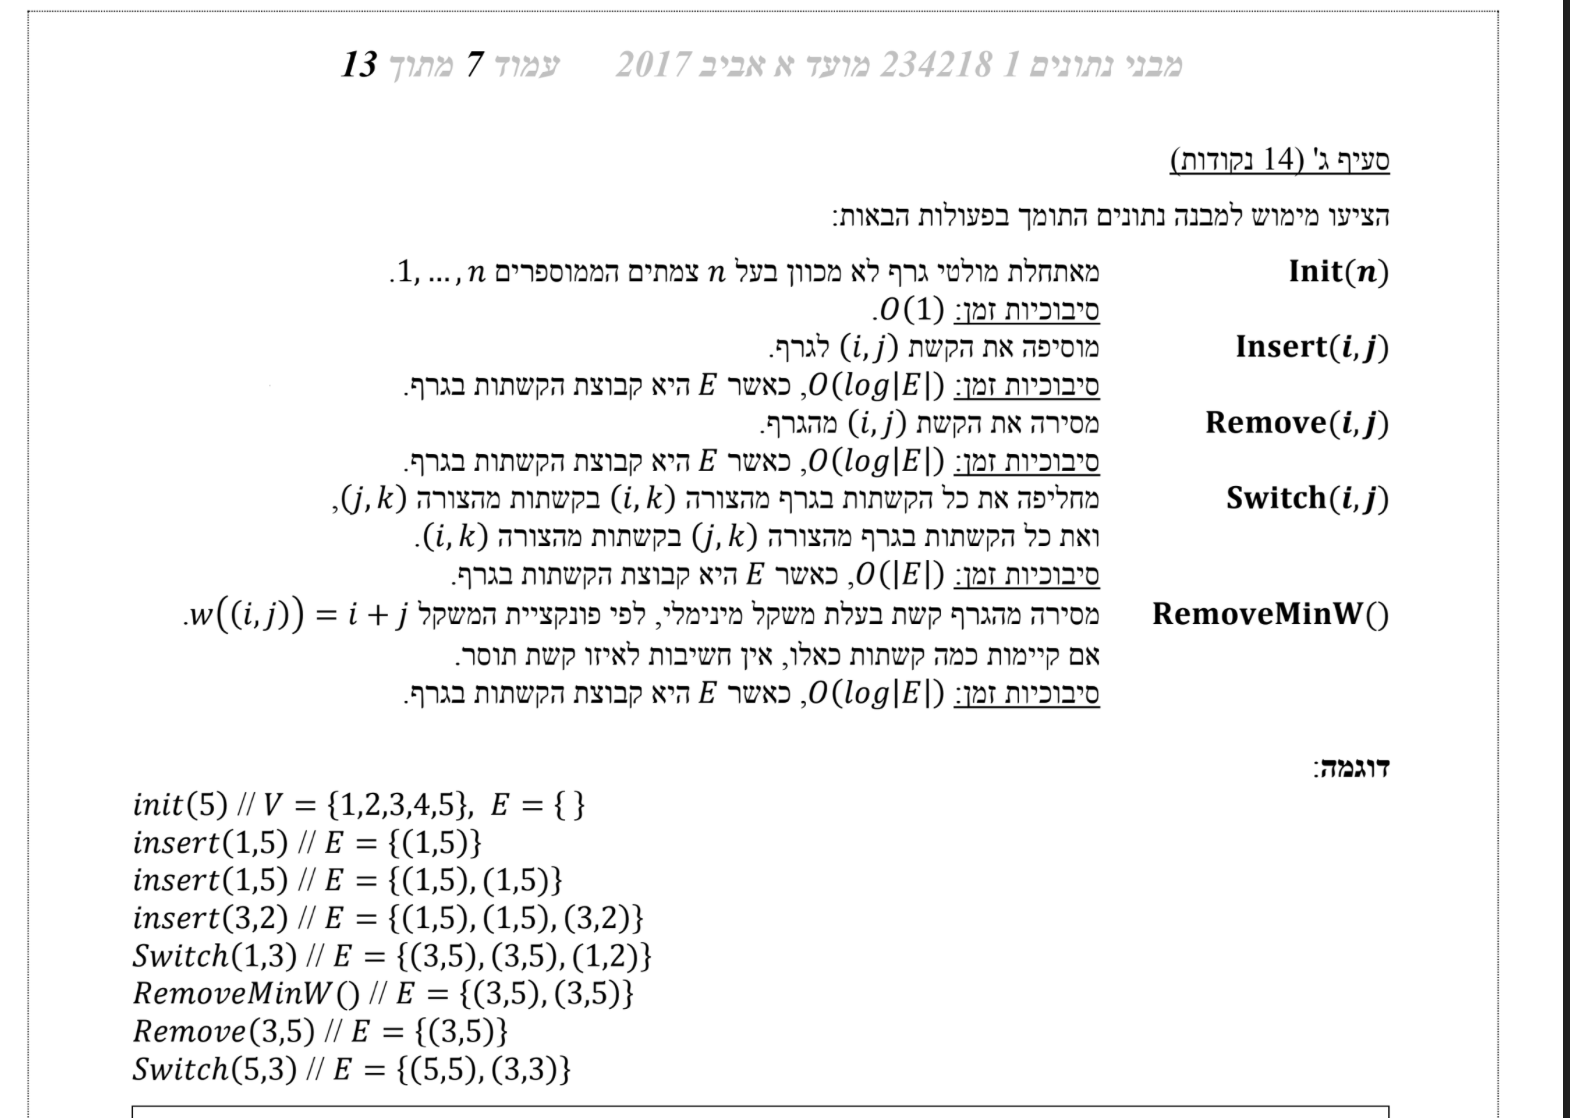 מבני נתונים 1 234218 מועד א אביב 2017 עמוד 7 מתוך 13
סעיף ג' (14 נקודות)
הציעו מימוש למבנה נתונים התומך בפעולות הבאות:
Init(n) מאתחלת מולטי גרף לא מכוון בעל n צמתים הממוספרים 1, ... , n.
סיבוכיות זמן: O(1).
Insert(i, j) מוסיפה את הקשת (i, j) לגרף.
סיבוכיות זמן: O(log|E|), כאשר E היא קבוצת הקשתות בגרף.
Remove(i, j) מסירה את הקשת (i, j) מהגרף.
סיבוכיות זמן: O(log|E|), כאשר E היא קבוצת הקשתות בגרף.
Switch(i, j) מחליפה את כל הקשתות בגרף מהצורה (i, k) בקשתות מהצורה (j, k),
ואת כל הקשתות בגרף מהצורה (j, k) בקשתות מהצורה (i, k).
סיבוכיות זמן: O(|E|), כאשר E היא קבוצת הקשתות בגרף.
RemoveMinW() מסירה מהגרף קשת בעלת משקל מינימלי, לפי פונקציית המשקל w((i, j)) = i + j.
אם קיימות כמה קשתות כאלו, אין חשיבות לאיזו קשת תוסר.
סיבוכיות זמן: O(log|E|), כאשר E היא קבוצת הקשתות בגרף.
דוגמה:
init(5) // V = {1,2,3,4,5}, E = { }
insert(1,5) // E = {(1,5)}
insert(1,5) // E = {(1,5), (1,5)}
insert(3,2) // E = {(1,5), (1,5), (3,2)}
Switch(1,3) // E = {(3,5), (3,5), (1,2)}
RemoveMinW() // E = {(3,5), (3,5)}
Remove(3,5) // E = {(3,5)}
Switch(5,3) // E = {(5,5), (3,3)}